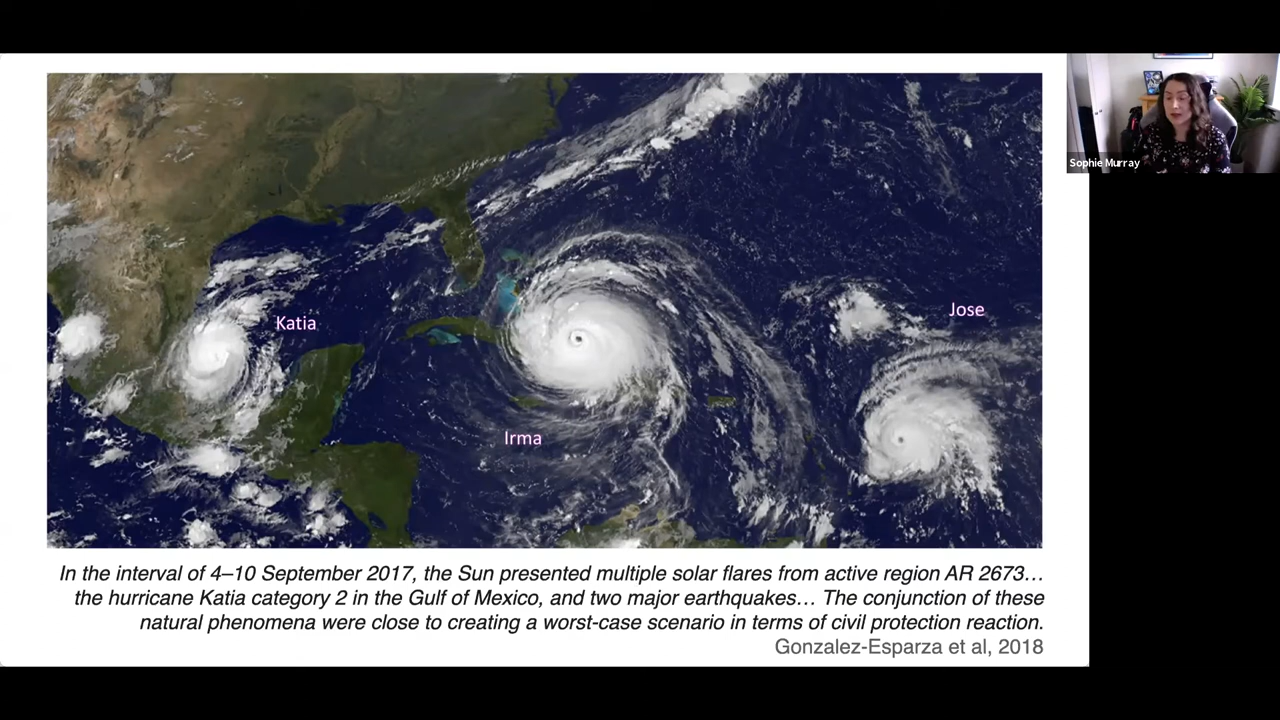 Sophie Murray
Katia
Jose
Irma
In the interval of 4–10 September 2017, the Sun presented multiple solar flares from active region AR 2673…
the hurricane Katia category 2 in the Gulf of Mexico, and two major earthquakes… The conjunction of these
natural phenomena were close to creating a worst-case scenario in terms of civil protection reaction.
Gonzalez-Esparza et al, 2018